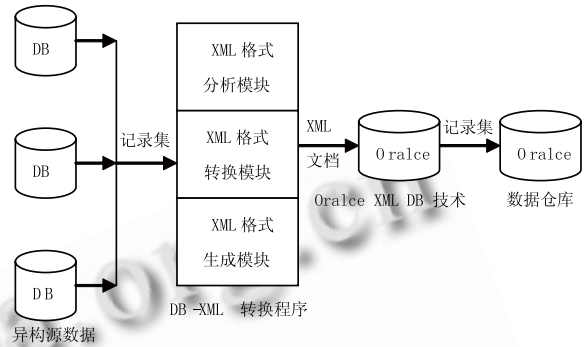 DB
DB
DB
异构源数据
记录集
XML 格式
分析模块
XML 格式
转换模块
XML 格式
生成模块
DB-XML 转换程序
XML
文档
Oralce
Oralce XML DB 技术
记录集
Oralce
数据仓库